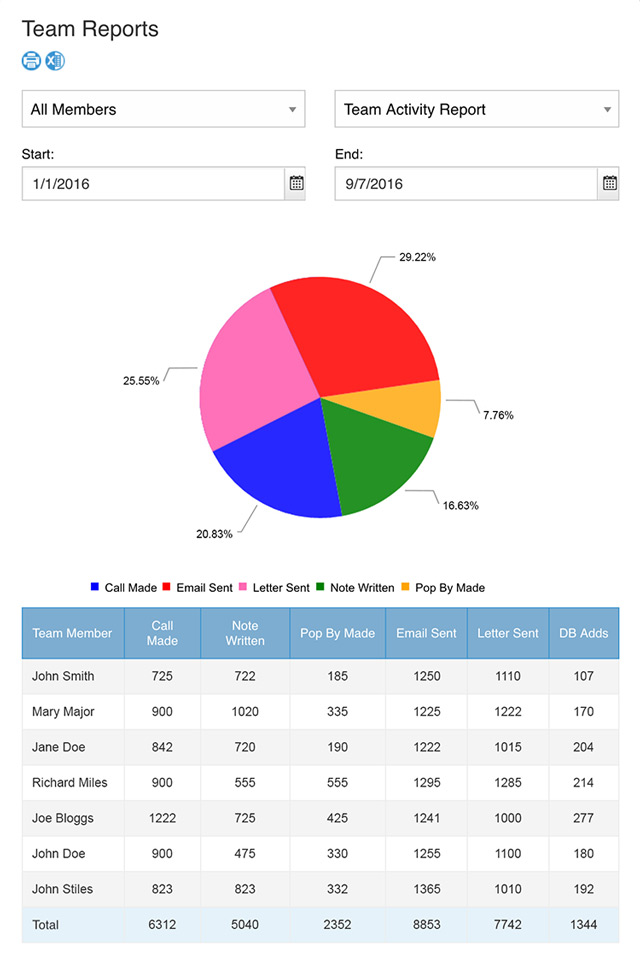 Team Reports
All Members
Team Activity Report
Start:
End:
1/1/2016
9/7/2016
29.22%
25.55%
7.76%
16.63%
20.83%
Call Made Email Sent Letter Sent Note Written Pop By Made
Team Member Call Made Note Written Pop By Made Email Sent Letter Sent DB Adds
John Smith 725 722 185 1250 1110 107
Mary Major 900 1020 335 1225 1222 170
Jane Doe 842 720 190 1222 1015 204
Richard Miles 900 555 555 1295 1285 214
Joe Bloggs 1222 725 425 1241 1000 277
John Doe 900 475 330 1255 1100 180
John Stiles 823 823 332 1365 1010 192
Total 6312 5040 2352 8853 7742 1344